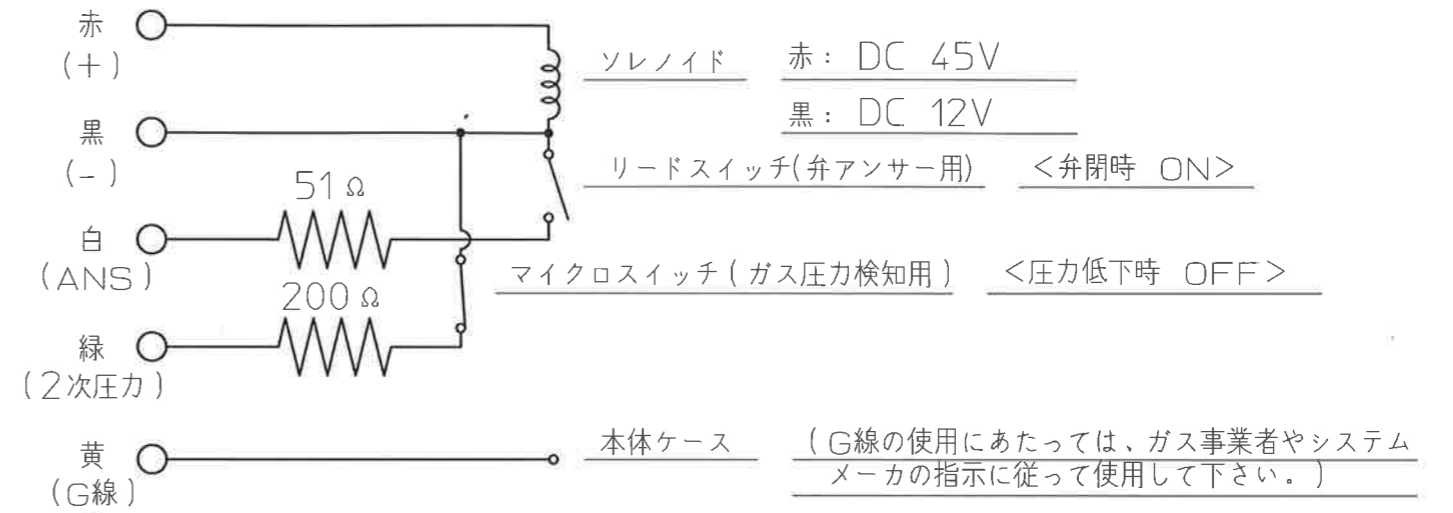 赤
(+)
ソレノイド 赤: DC 45V
黒: DC 12V
黒
(-)
リードスイッチ(弁アンサー用) <弁閉時 ON>
51Ω
白
(ANS)
マイクロスイッチ(ガス圧力検知用) <圧力低下時 OFF>
200Ω
緑
(2次圧力)
黄
(G線)
本体ケース (G線の使用にあたっては、ガス事業者やシステム
メーカの指示に従って使用して下さい。)